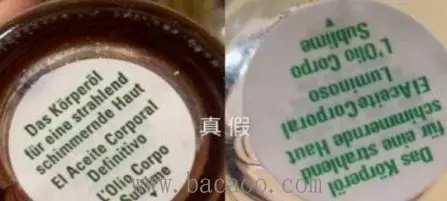 Das Körperöl
für eine strahlend
schimmernde Haut
El Aceite Corporal
Definitivo
L'Olio Corpo
Sublime
真 假
Das Körperöl
für eine strahlend
schimmernde Haut
El Aceite Corporal
Luminoso
L'Olio Corpo
Sublime
www.bacaoo.com